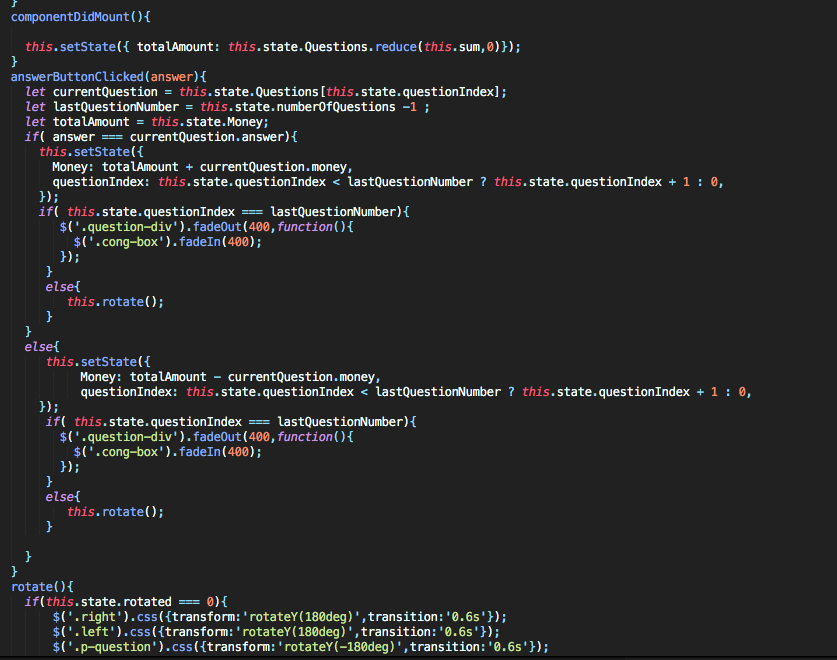 }
componentDidMount(){
this.setState({ totalAmount: this.state.Questions.reduce(this.sum,0)});
}
answerButtonClicked(answer){
let currentQuestion = this.state.Questions[this.state.questionIndex];
let lastQuestionNumber = this.state.numberOfQuestions -1 ;
let totalAmount = this.state.Money;
if( answer === currentQuestion.answer){
this.setState({
Money: totalAmount + currentQuestion.money,
questionIndex: this.state.questionIndex < lastQuestionNumber ? this.state.questionIndex + 1 : 0,
});
if( this.state.questionIndex === lastQuestionNumber){
$('.question-div').fadeOut(400,function(){
$('.cong-box').fadeIn(400);
});
}
else{
this.rotate();
}
}
else{
this.setState({
Money: totalAmount - currentQuestion.money,
questionIndex: this.state.questionIndex < lastQuestionNumber ? this.state.questionIndex + 1 : 0,
});
if( this.state.questionIndex === lastQuestionNumber){
$('.question-div').fadeOut(400,function(){
$('.cong-box').fadeIn(400);
});
}
else{
this.rotate();
}
}
}
rotate(){
if(this.state.rotated === 0){
$('.right').css({transform:'rotateY(180deg)',transition:'0.6s'});
$('.left').css({transform:'rotateY(180deg)',transition:'0.6s'});
$('.p-question').css({transform:'rotateY(-180deg)',transition:'0.6s'});